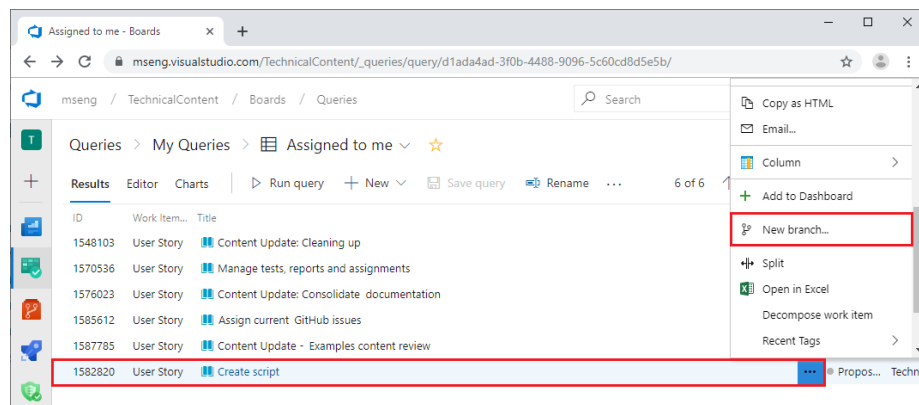 Assigned to me - Boards
mseng.visualstudio.com/TechnicalContent/_queries/query/d1ada4ad-3f0b-4488-9096-5c60cd8d5e5b/
mseng / TechnicalContent / Boards / Queries
Search
T
Queries > My Queries > Assigned to me
Results Editor Charts Run query New Save query Rename ... 6 of 6
ID Work Item... Title
1548103 User Story Content Update: Cleaning up
1570536 User Story Manage tests, reports and assignments
1576023 User Story Content Update: Consolidate documentation
1585612 User Story Assign current GitHub issues
1587785 User Story Content Update - Examples content review
1582820 User Story Create script ... Propos... Techn
Copy as HTML
Email...
Column
Add to Dashboard
New branch...
Split
Open in Excel
Decompose work item
Recent Tags